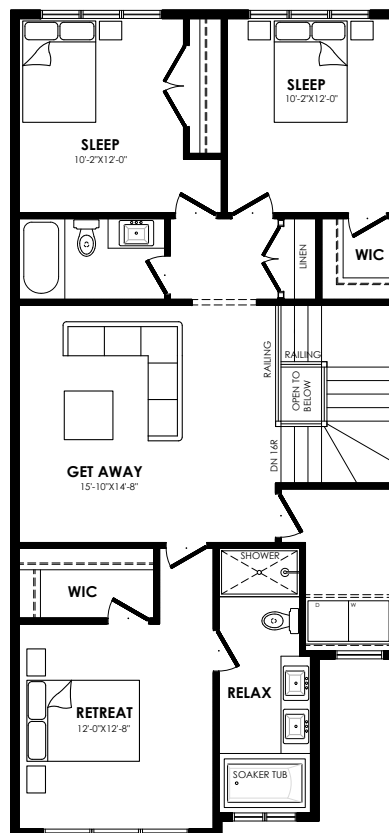 SLEEP
10'-2"X12'-0"
SLEEP
10'-2"X12'-0"
LINEN
WIC
RAILING
RAILING
OPEN TO
BELOW
DN 16R
GET AWAY
15'-10"X14'-8"
SHOWER
WIC
D
W
RELAX
RETREAT
12'-0"X12'-8"
SOAKER TUB